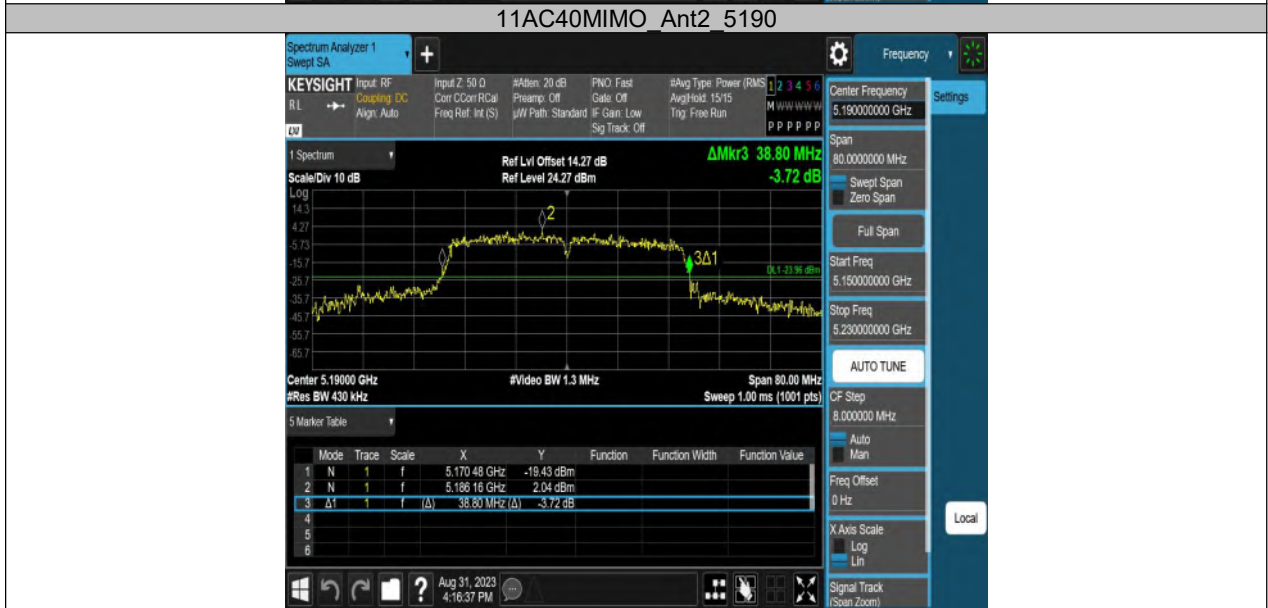 11AC40MIMO_Ant2_5190
Spectrum Analyzer 1
Swept SA
+
Frequency
KEYSIGHT
RL
LXI
Input: RF
Coupling: DC
Align: Auto
Input Z: 50 Ω
Corr CCorr RCal
Freq Ref: Int (S)
#Atten: 20 dB
Preamp: Off
µW Path: Standard
PNO: Fast
Gate: Off
IF Gain: Low
Sig Track: Off
#Avg Type: Power (RMS
Avg|Hold: 15/15
Trig: Free Run
1 2 3 4 5 6
M W W W W W
P P P P P P
Center Frequency
5.190000000 GHz
Settings
1 Spectrum
Scale/Div 10 dB
Ref Lvl Offset 14.27 dB
Ref Level 24.27 dBm
ΔMkr3 38.80 MHz
-3.72 dB
Span
80.0000000 MHz
Swept Span
Zero Span
Full Span
Start Freq
5.150000000 GHz
Stop Freq
5.230000000 GHz
AUTO TUNE
CF Step
8.000000 MHz
Auto
Man
Freq Offset
0 Hz
X Axis Scale
Log
Lin
Signal Track
(Span Zoom)
Local
Log
14.3
4.27
-5.73
-15.7
-25.7
-35.7
-45.7
-55.7
-65.7
2
3Δ1
DL1 -23.96 dBm
Center 5.19000 GHz
#Video BW 1.3 MHz
Span 80.00 MHz
#Res BW 430 kHz
Sweep 1.00 ms (1001 pts)
5 Marker Table
Mode Trace Scale X Y Function Function Width Function Value
1 N 1 f 5.170 48 GHz -19.43 dBm
2 N 1 f 5.186 16 GHz 2.04 dBm
3 Δ1 1 f (Δ) 38.80 MHz (Δ) -3.72 dB
4
5
6
?
Aug 31, 2023
4:16:37 PM